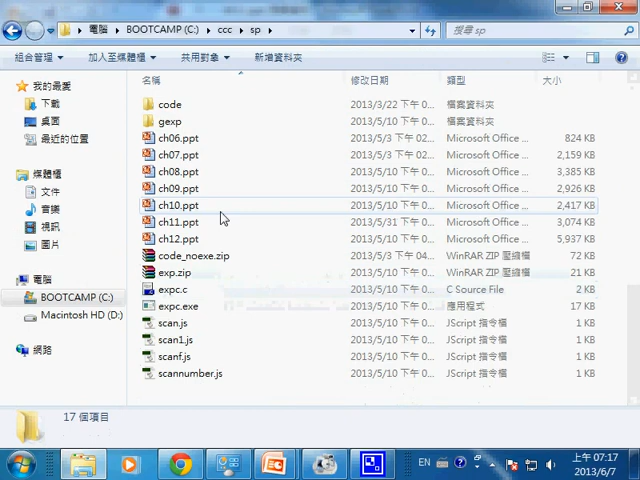 電腦 ▸ BOOTCAMP (C:) ▸ ccc ▸ sp ▸
搜尋 sp
組合管理 ▼ 加入至媒體櫃 ▼ 共用對象 ▼ 新增資料夾
名稱 修改日期 類型 大小
我的最愛
下載
桌面
最近的位置
媒體櫃
文件
音樂
視訊
圖片
電腦
BOOTCAMP (C:)
Macintosh HD (D:)
網路
code 2013/3/22 下午 0... 檔案資料夾
gexp 2013/5/10 下午 0... 檔案資料夾
ch06.ppt 2013/5/3 下午 02... Microsoft Office ... 824 KB
ch07.ppt 2013/5/3 下午 02... Microsoft Office ... 2,159 KB
ch08.ppt 2013/5/10 下午 0... Microsoft Office ... 3,385 KB
ch09.ppt 2013/5/10 下午 0... Microsoft Office ... 2,926 KB
ch10.ppt 2013/5/10 下午 0... Microsoft Office ... 2,417 KB
ch11.ppt 2013/5/31 下午 0... Microsoft Office ... 3,074 KB
ch12.ppt 2013/5/10 下午 0... Microsoft Office ... 5,937 KB
code_noexe.zip 2013/5/3 下午 04... WinRAR ZIP 壓縮檔 72 KB
exp.zip 2013/5/10 下午 0... WinRAR ZIP 壓縮檔 21 KB
expc.c 2013/5/10 下午 0... C Source File 2 KB
expc.exe 2013/5/10 下午 0... 應用程式 17 KB
scan.js 2013/5/10 下午 0... JScript 指令檔 1 KB
scan1.js 2013/5/10 下午 0... JScript 指令檔 1 KB
scanf.js 2013/5/10 下午 0... JScript 指令檔 1 KB
scannumber.js 2013/5/10 下午 0... JScript 指令檔 1 KB
17 個項目
EN
上午 07:17
2013/6/7